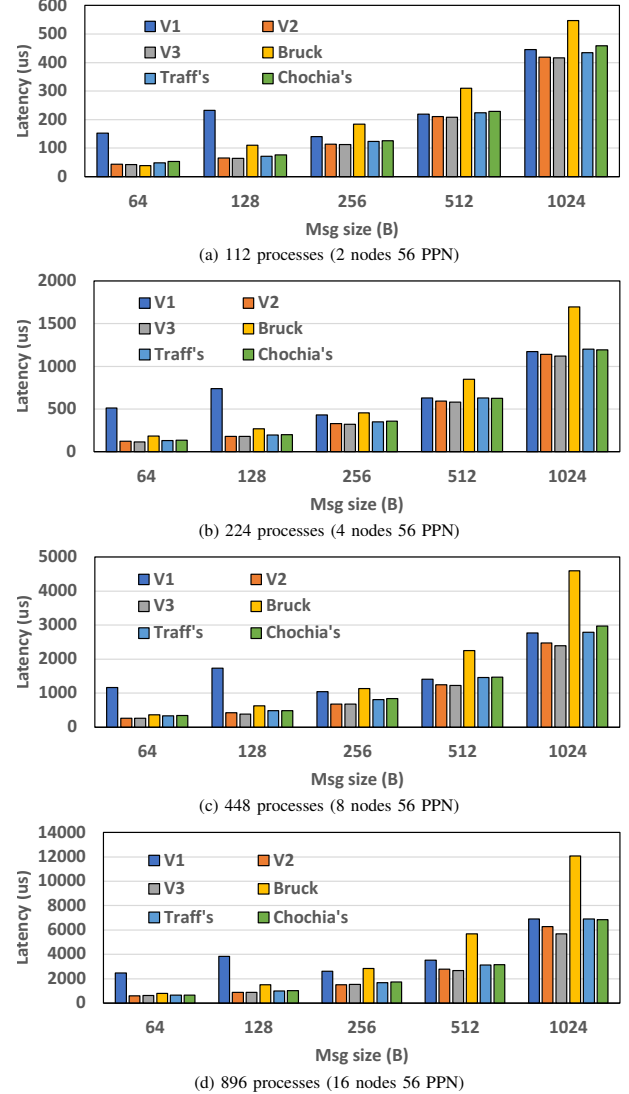 600
500
400
300
200
100
0
Latency (us)
V1 V2
V3 Bruck
Traff's Chochia's
64 128 256 512 1024
Msg size (B)
(a) 112 processes (2 nodes 56 PPN)
2000
1500
1000
500
0
Latency (us)
V1 V2
V3 Bruck
Traff's Chochia's
64 128 256 512 1024
Msg size (B)
(b) 224 processes (4 nodes 56 PPN)
5000
4000
3000
2000
1000
0
Latency (us)
V1 V2
V3 Bruck
Traff's Chochia's
64 128 256 512 1024
Msg size (B)
(c) 448 processes (8 nodes 56 PPN)
14000
12000
10000
8000
6000
4000
2000
0
Latency (us)
V1 V2
V3 Bruck
Traff's Chochia's
64 128 256 512 1024
Msg size (B)
(d) 896 processes (16 nodes 56 PPN)